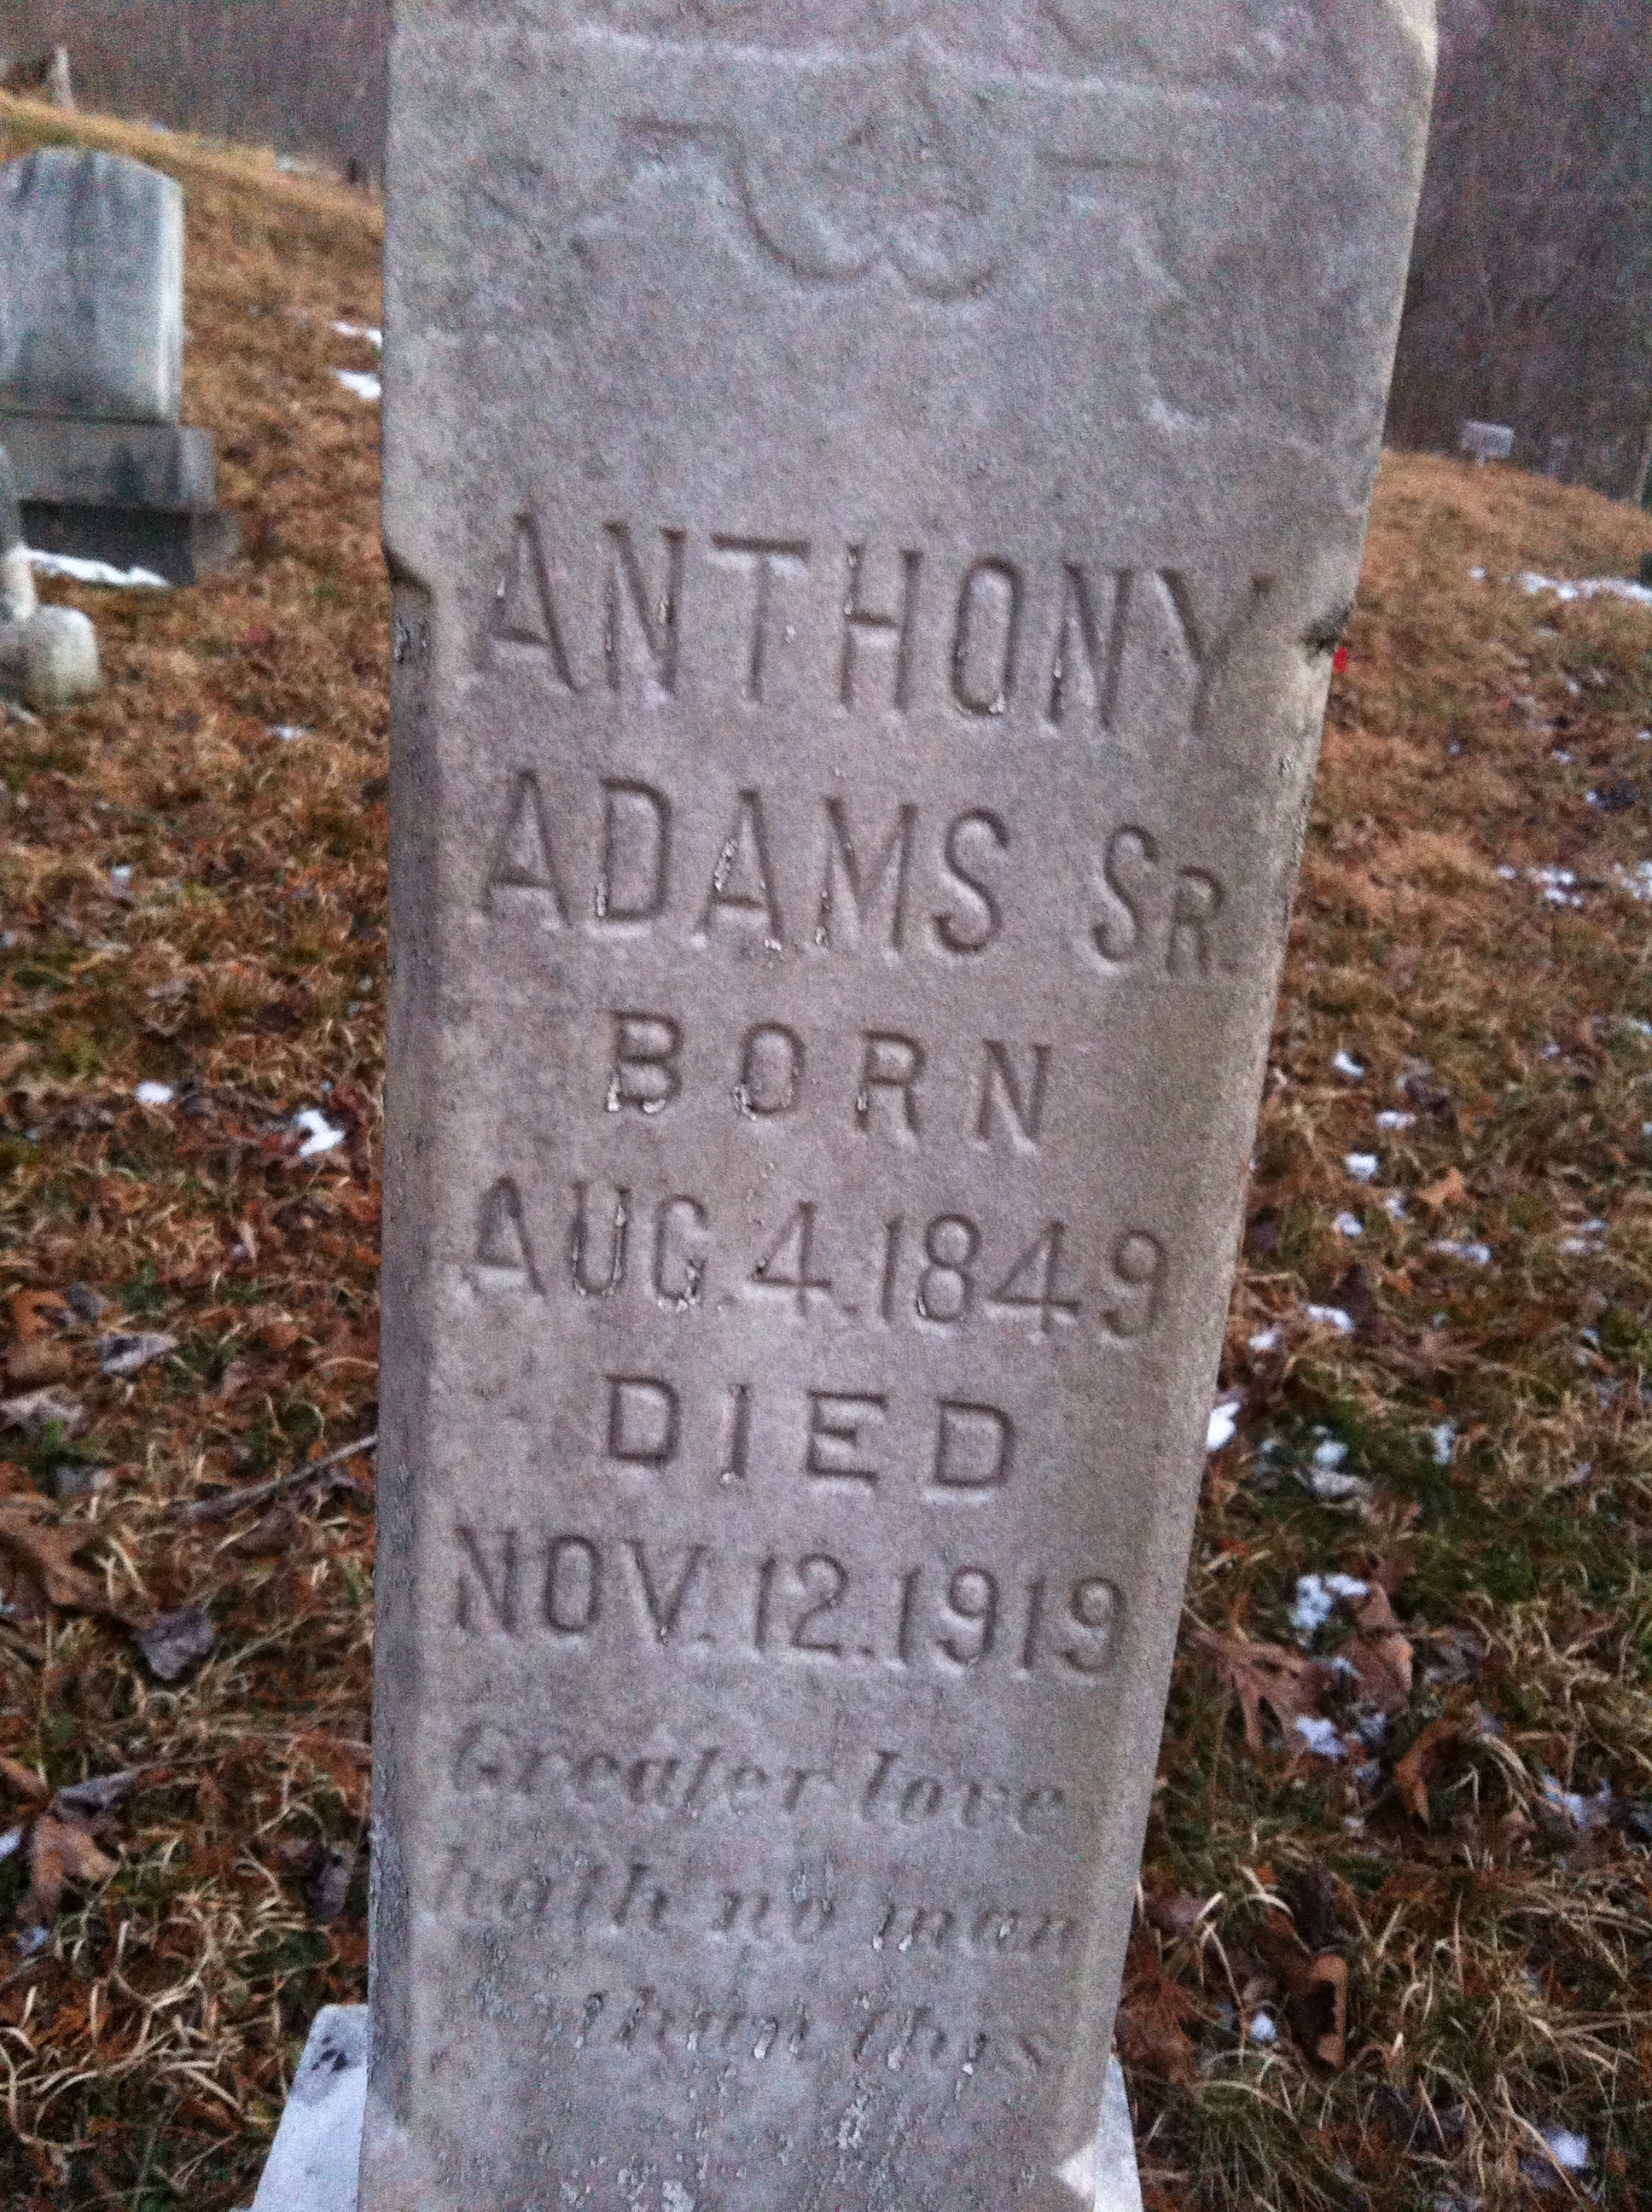 ANTHONY
ADAMS SR.
BORN
AUG. 4. 1849
DIED
NOV. 12. 1919
Greater love
hath no man
than this